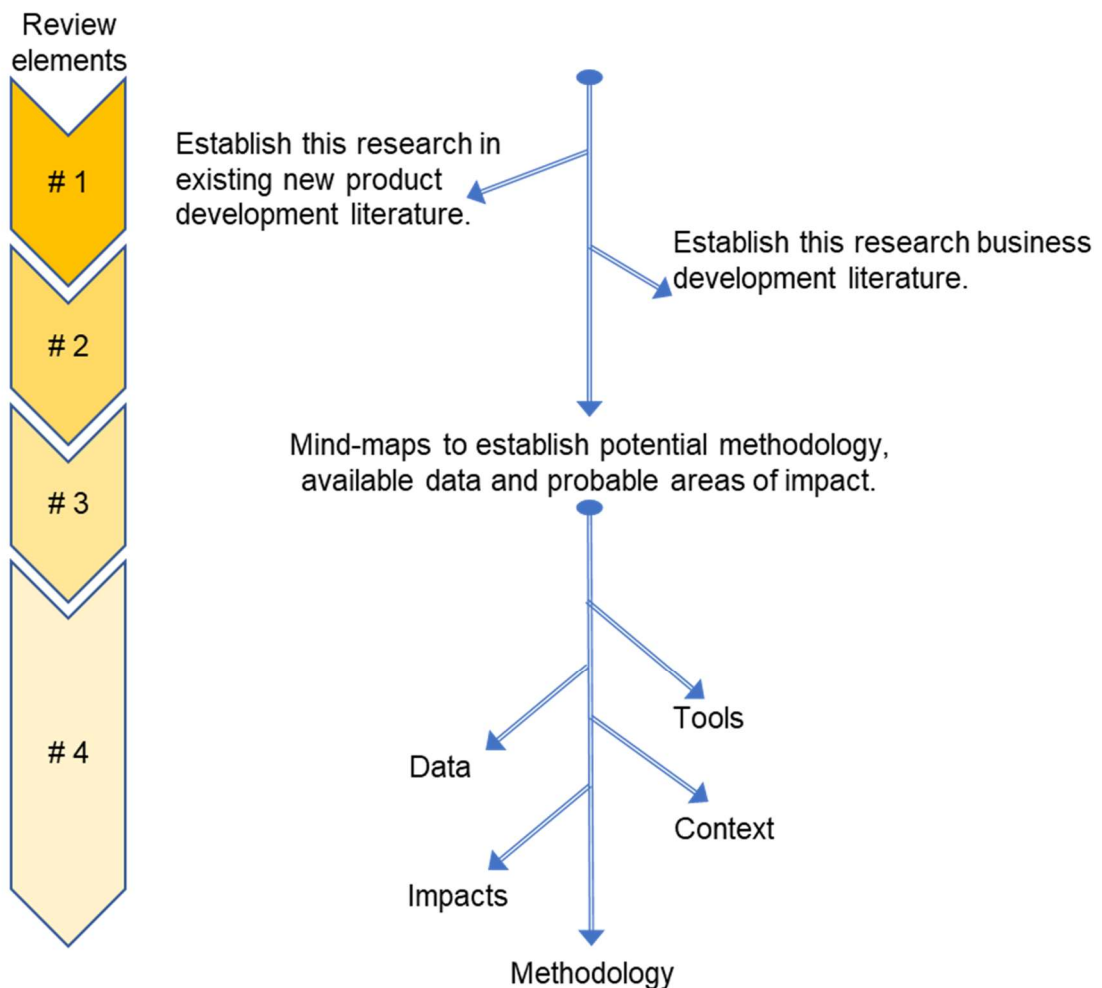 Review
elements
# 1
Establish this research in
existing new product
development literature.
Establish this research business
development literature.
# 2
Mind-maps to establish potential methodology,
available data and probable areas of impact.
# 3
Tools
Data
# 4
Context
Impacts
Methodology